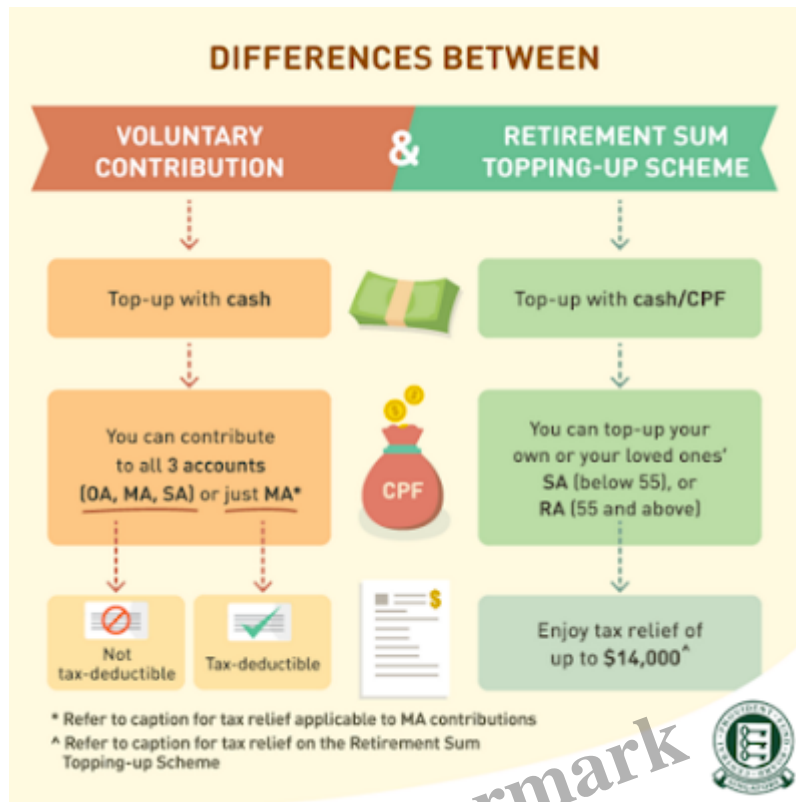 DIFFERENCES BETWEEN
VOLUNTARY
CONTRIBUTION
&
RETIREMENT SUM
TOPPING-UP SCHEME
Top-up with cash
Top-up with cash/CPF
You can contribute
to all 3 accounts
(OA, MA, SA) or just MA*
CPF
You can top-up your
own or your loved ones'
SA (below 55), or
RA (55 and above)
Not
tax-deductible
Tax-deductible
$
Enjoy tax relief of
up to $14,000^
* Refer to caption for tax relief applicable to MA contributions
^ Refer to caption for tax relief on the Retirement Sum
Topping-up Scheme
PROVIDENT FUND
SINGAPORE